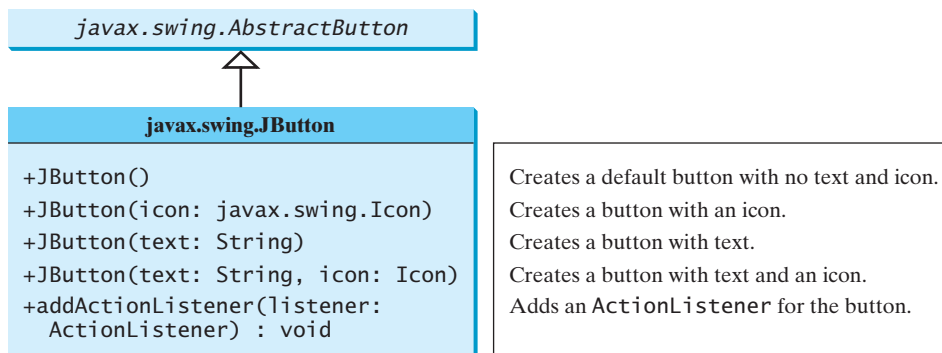 javax.swing.AbstractButton
javax.swing.JButton
+JButton()
Creates a default button with no text and icon.
+JButton(icon: javax.swing.Icon)
Creates a button with an icon.
+JButton(text: String)
Creates a button with text.
+JButton(text: String, icon: Icon)
Creates a button with text and an icon.
+addActionListener(listener:
ActionListener) : void
Adds an ActionListener for the button.